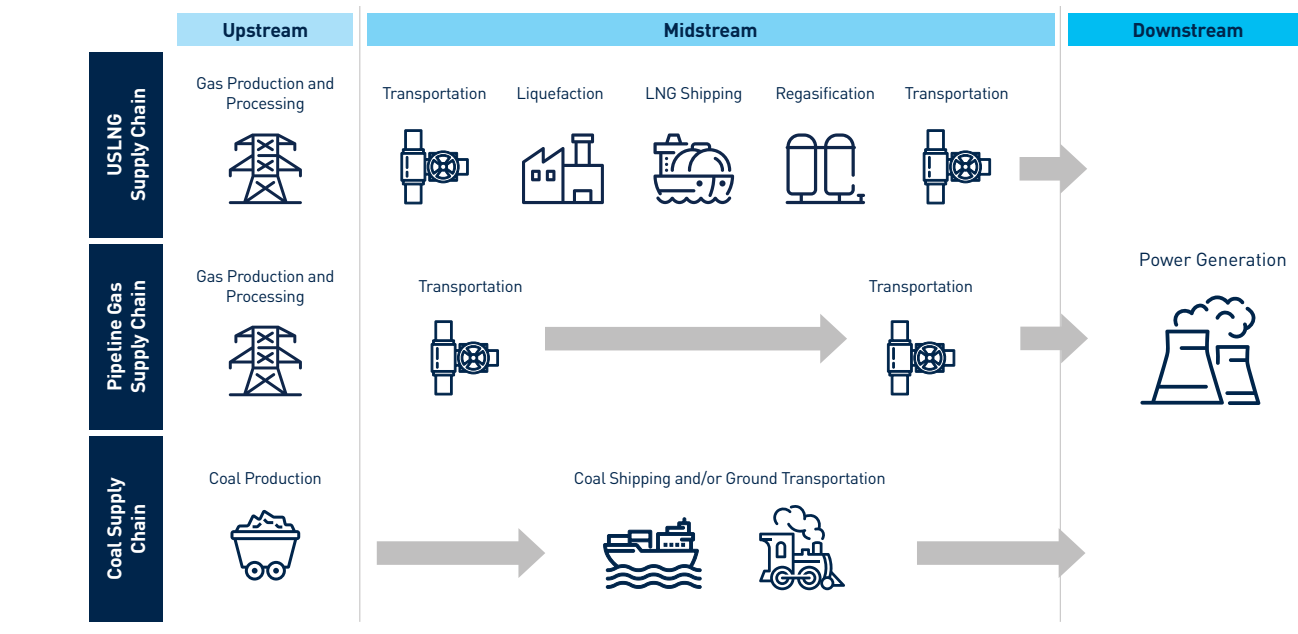 Upstream
Midstream
Downstream
USLNG
Supply Chain
Gas Production and
Processing
Transportation
Liquefaction
LNG Shipping
Regasification
Transportation
Pipeline Gas
Supply Chain
Gas Production and
Processing
Transportation
Transportation
Power Generation
Coal Supply
Chain
Coal Production
Coal Shipping and/or Ground Transportation